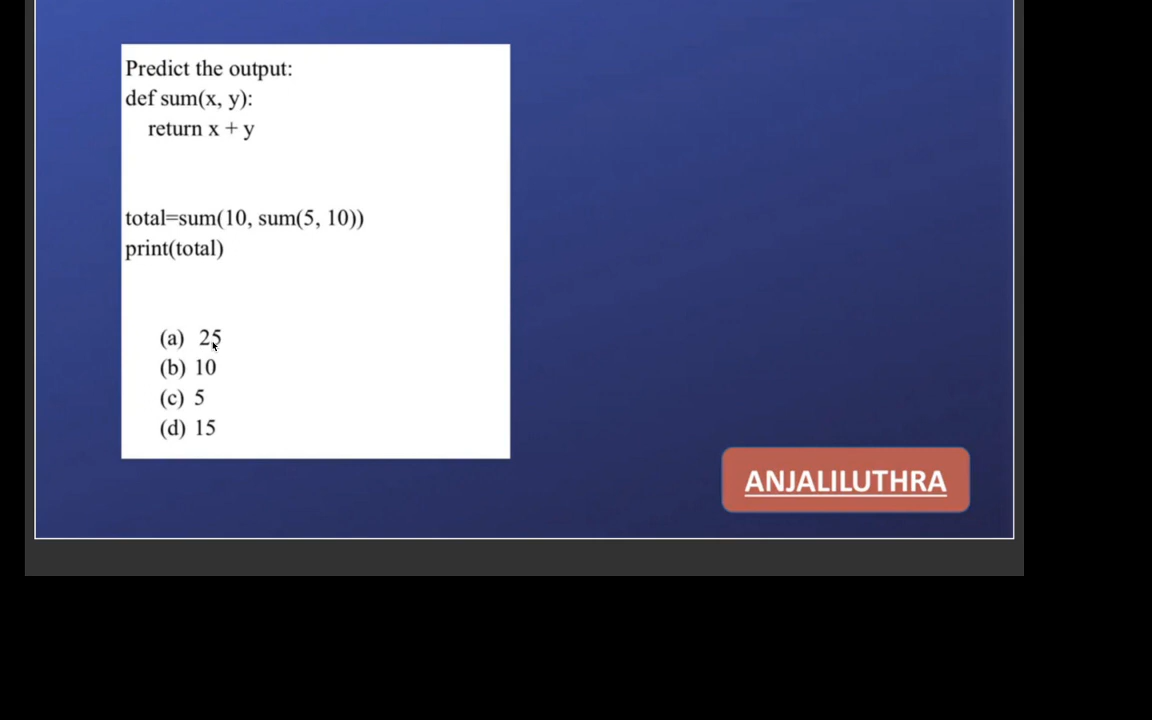 Predict the output:
def sum(x, y):
return x + y
total=sum(10, sum(5, 10))
print(total)
(a) 25
(b) 10
(c) 5
(d) 15
ANJALILUTHRA